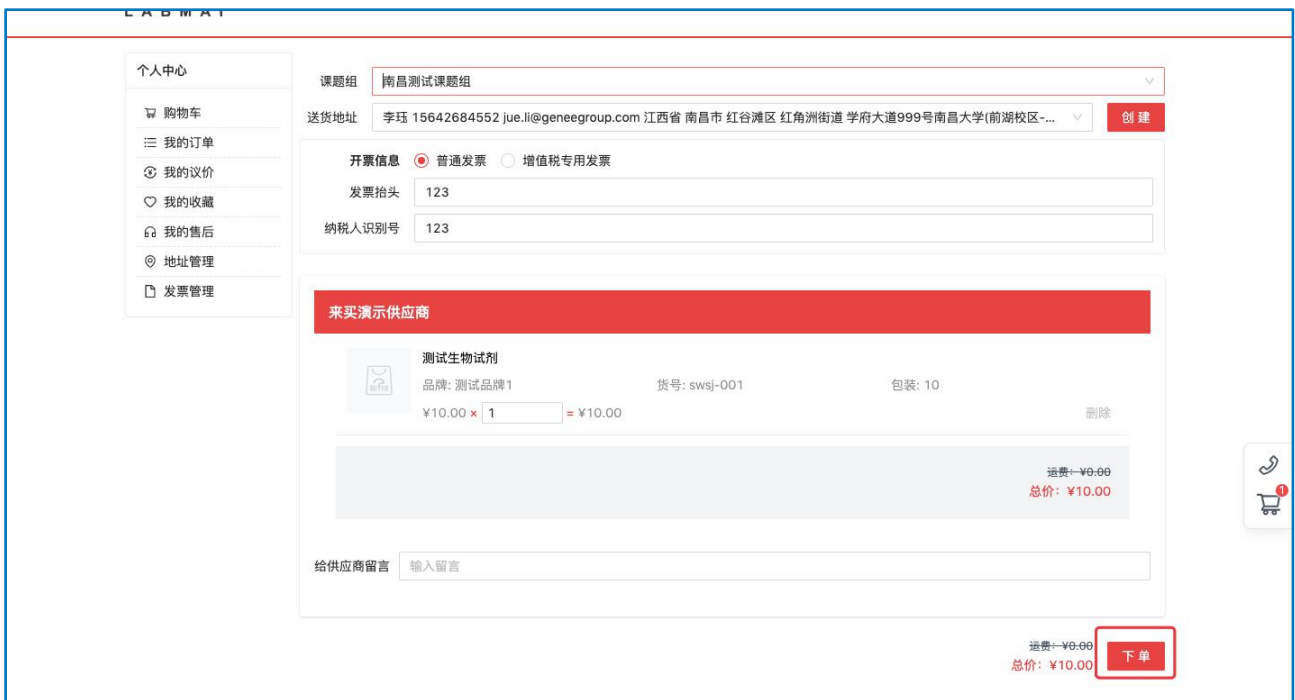 LABMAI
个人中心
购物车
我的订单
我的议价
我的收藏
我的售后
地址管理
发票管理
课题组 南昌测试课题组
送货地址 李珏 15642684552 jue.li@geneegroup.com 江西省 南昌市 红谷滩区 红角洲街道 学府大道999号南昌大学(前湖校区-... 创 建
开票信息 普通发票 增值税专用发票
发票抬头 123
纳税人识别号 123
来买演示供应商
测试生物试剂
品牌: 测试品牌1 货号: swsj-001 包装: 10
¥10.00 × 1 = ¥10.00 删除
运费: ¥0.00
总价: ¥10.00
1
给供应商留言 输入留言
运费: ¥0.00
总价: ¥10.00
下 单